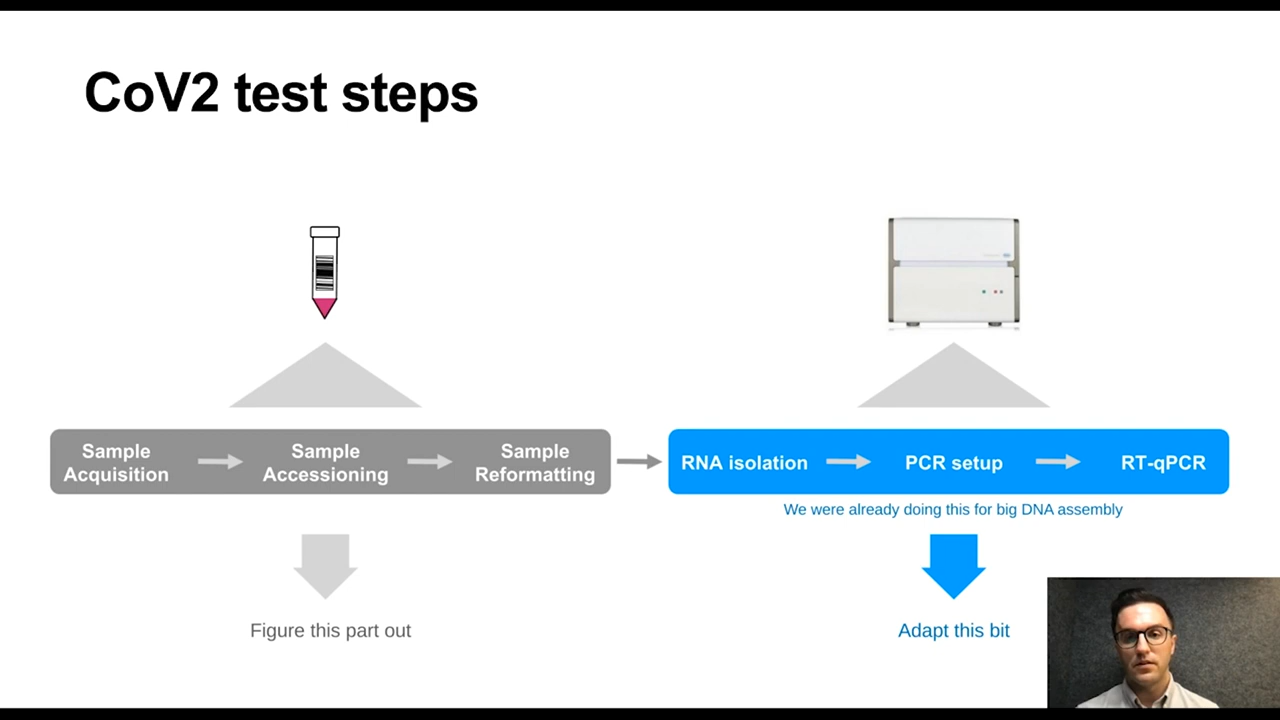 CoV2 test steps
Sample
Acquisition
Sample
Accessioning
Sample
Reformatting
RNA isolation
PCR setup
RT-qPCR
We were already doing this for big DNA assembly
Figure this part out
Adapt this bit